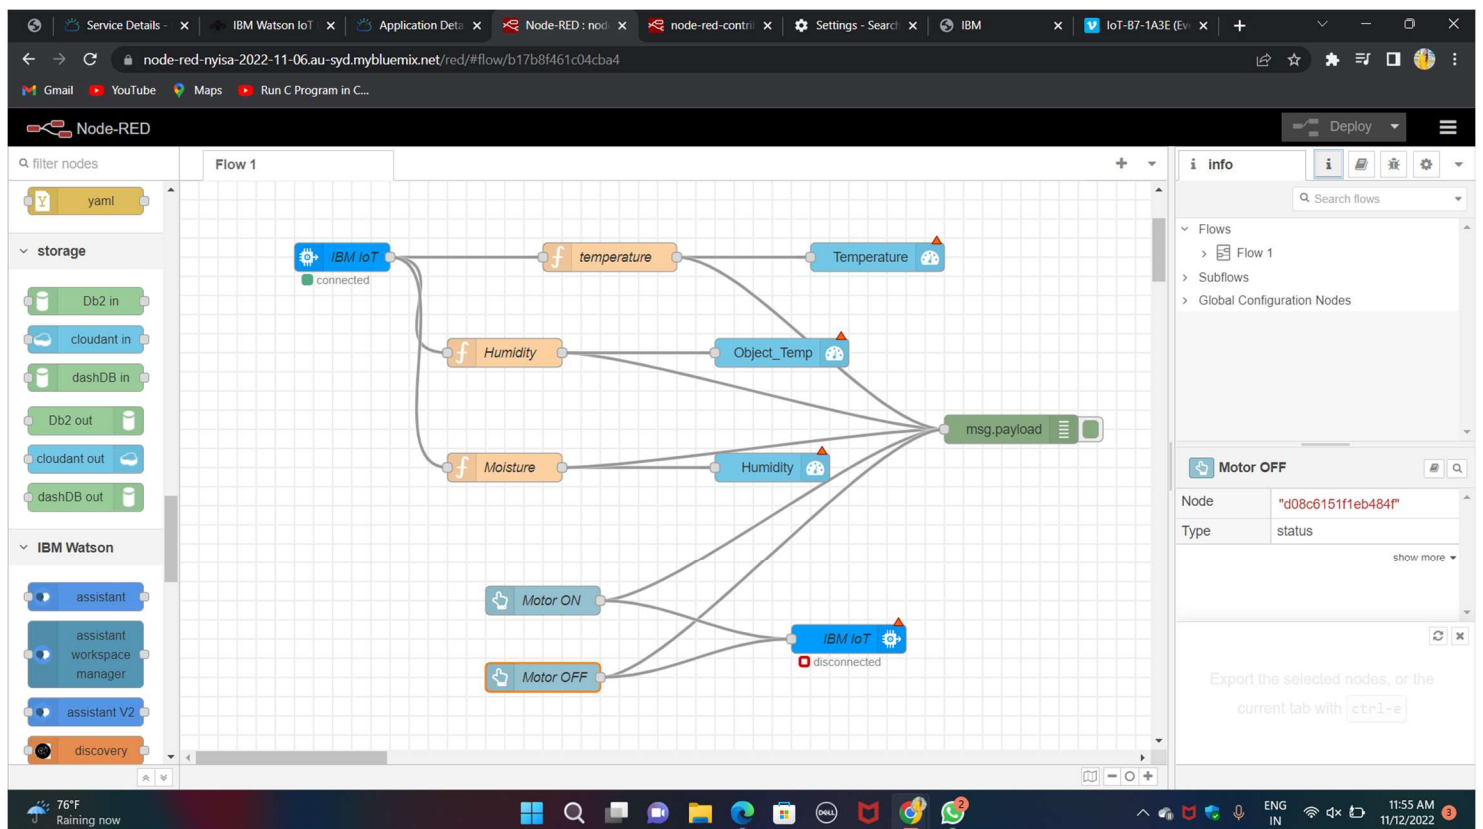 Service Details -
IBM Watson IoT
Application Deta
Node-RED : nod
node-red-contri
Settings - Search
IBM
IoT-B7-1A3E (Ev
node-red-nyisa-2022-11-06.au-syd.mybluemix.net/red/#flow/b17b8f461c04cba4
Gmail YouTube Maps Run C Program in C...
Node-RED
Deploy
filter nodes
Flow 1
i info
yaml
storage
Db2 in
cloudant in
dashDB in
Db2 out
cloudant out
dashDB out
IBM Watson
assistant
assistant
workspace
manager
assistant V2
discovery
IBM IoT
connected
temperature
Temperature
Humidity
Object_Temp
msg.payload
Moisture
Humidity
Motor ON
IBM IoT
disconnected
Motor OFF
Search flows
Flows
Flow 1
Subflows
Global Configuration Nodes
Motor OFF
Node "d08c6151f1eb484f"
Type status
show more
Export the selected nodes, or the
current tab with ctrl-e
76°F
Raining now
DELL
2
ENG
IN
11:55 AM
11/12/2022
3